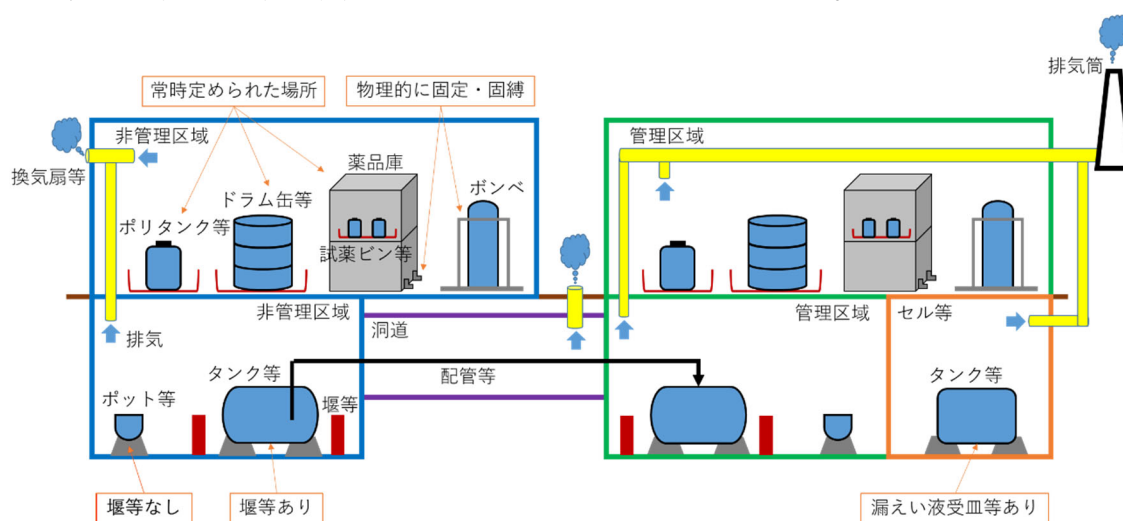 排気筒
常時定められた場所
物理的に固定・固縛
非管理区域
管理区域
換気扇等
薬品庫
ボンベ
ドラム缶等
ポリタンク等
試薬ビン等
非管理区域
洞道
管理区域
セル等
排気
タンク等
配管等
タンク等
ポット等
堰等
堰等なし
堰等あり
漏えい液受皿等あり